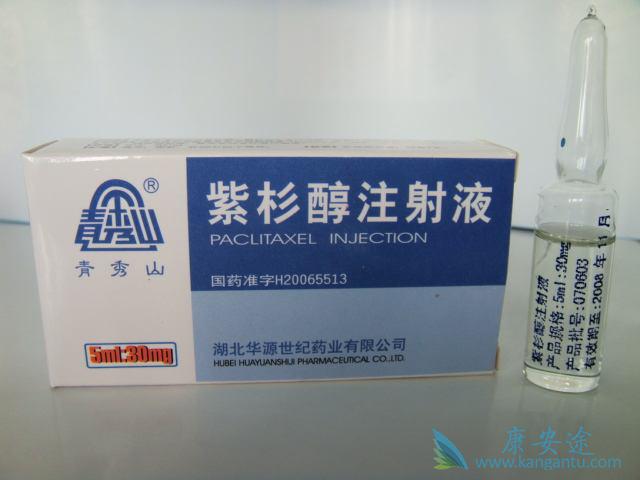 青秀山
®
青秀山
5ml:30mg
紫杉醇注射液
PACLITAXEL INJECTION
国药准字H20065513
湖北华源世纪药业有限公司
HUBEI HUAYUANSHIJI PHARMACEUTICAL CO.,LTD.
紫杉醇注射液
产品规格:5ml:30mg
产品批号:070603
有效期至:2008年11月
康安途
www.kangantu.com